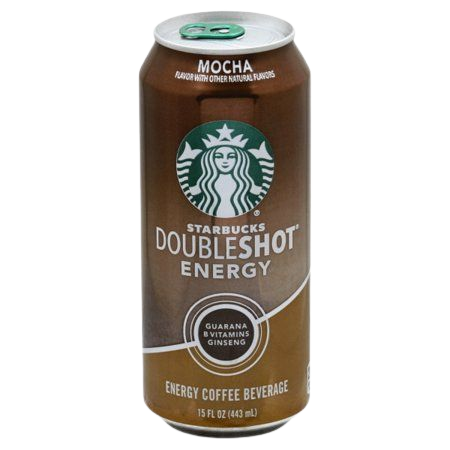 MOCHA
FLAVOR WITH OTHER NATURAL FLAVORS
®
STARBUCKS
DOUBLESHOT®
ENERGY
GUARANA
B VITAMINS
GINSENG
ENERGY COFFEE BEVERAGE
15 FL OZ (443 mL)